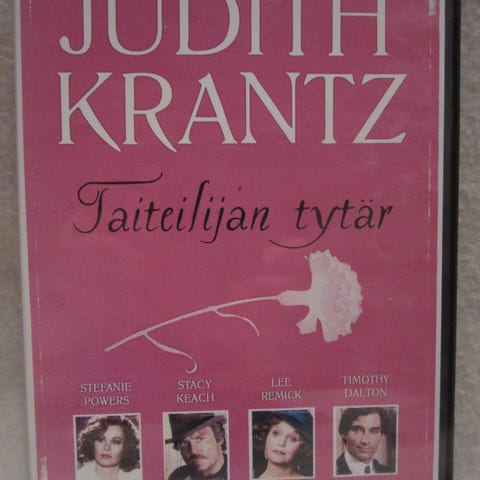 JUDITH
KRANTZ
Taiteilijan tytär
STEFANIE POWERS
STACY KEACH
LEE REMICK
TIMOTHY DALTON